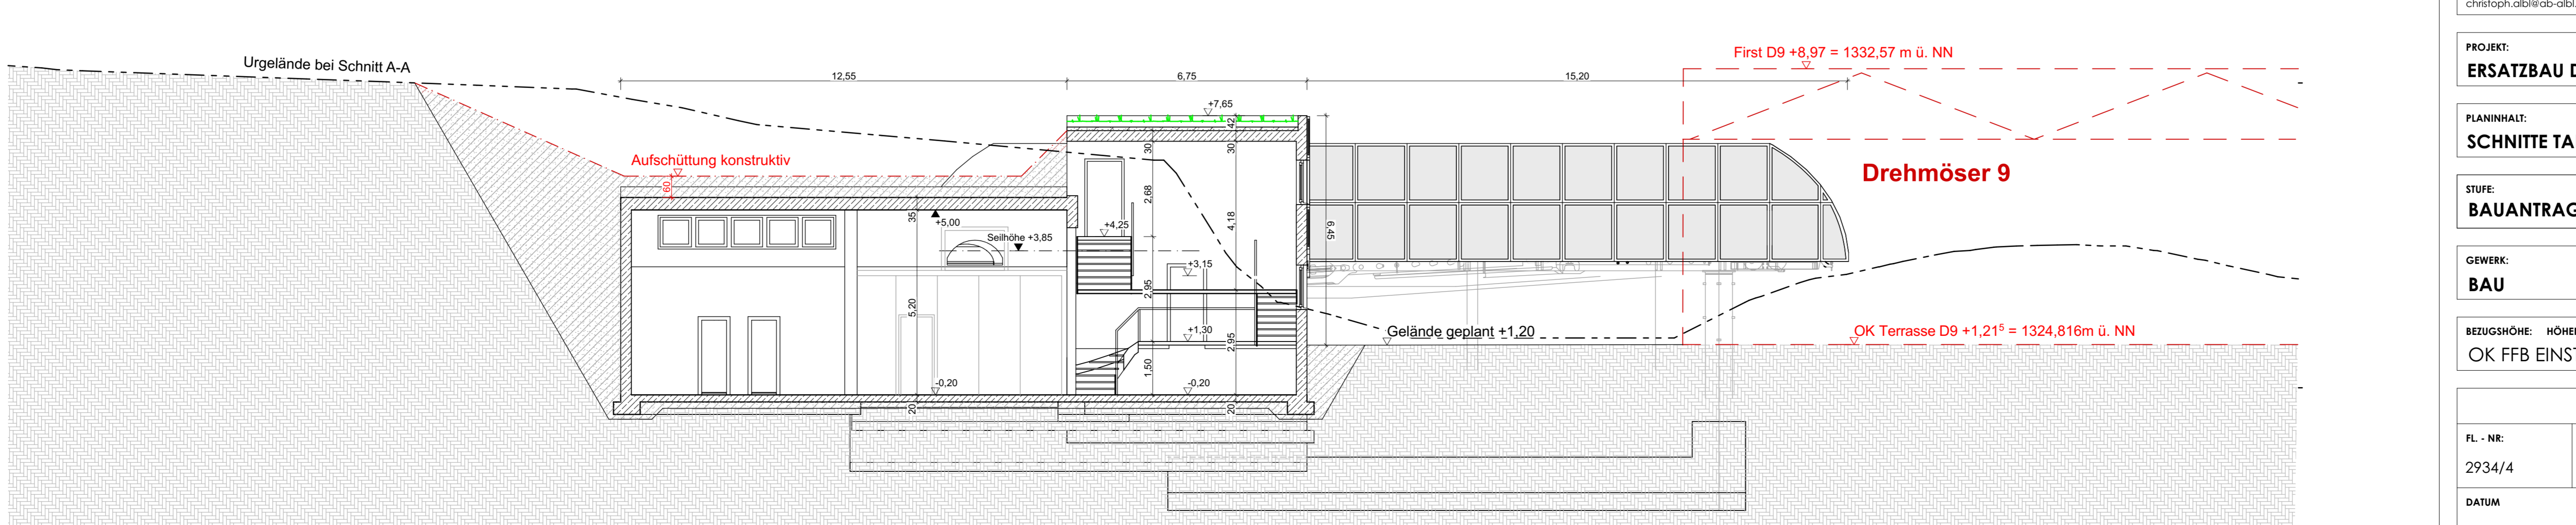 christoph.albl@ab-albl.
First D9 +8,97 = 1332,57 m ü. NN
PROJEKT:
Urgelände bei Schnitt A-A
ERSATZBAU D
12,55
6,75
15,20
+7,65
42
PLANINHALT:
SCHNITTE TA
30
30
Aufschüttung konstruktiv
Drehmöser 9
60
2,68
STUFE:
BAUANTRAG
35
+5,00
+4,25
4,18
6,45
Seilhöhe +3,85
+3,15
GEWERK:
BAU
2,95
5,20
+1,30
Gelände geplant +1,20
OK Terrasse D9 +1,21⁵ = 1324,816m ü. NN
BEZUGSHÖHE: HÖHE
2,95
OK FFB EINST
1,50
-0,20
-0,20
20
20
FL. - NR:
2934/4
DATUM